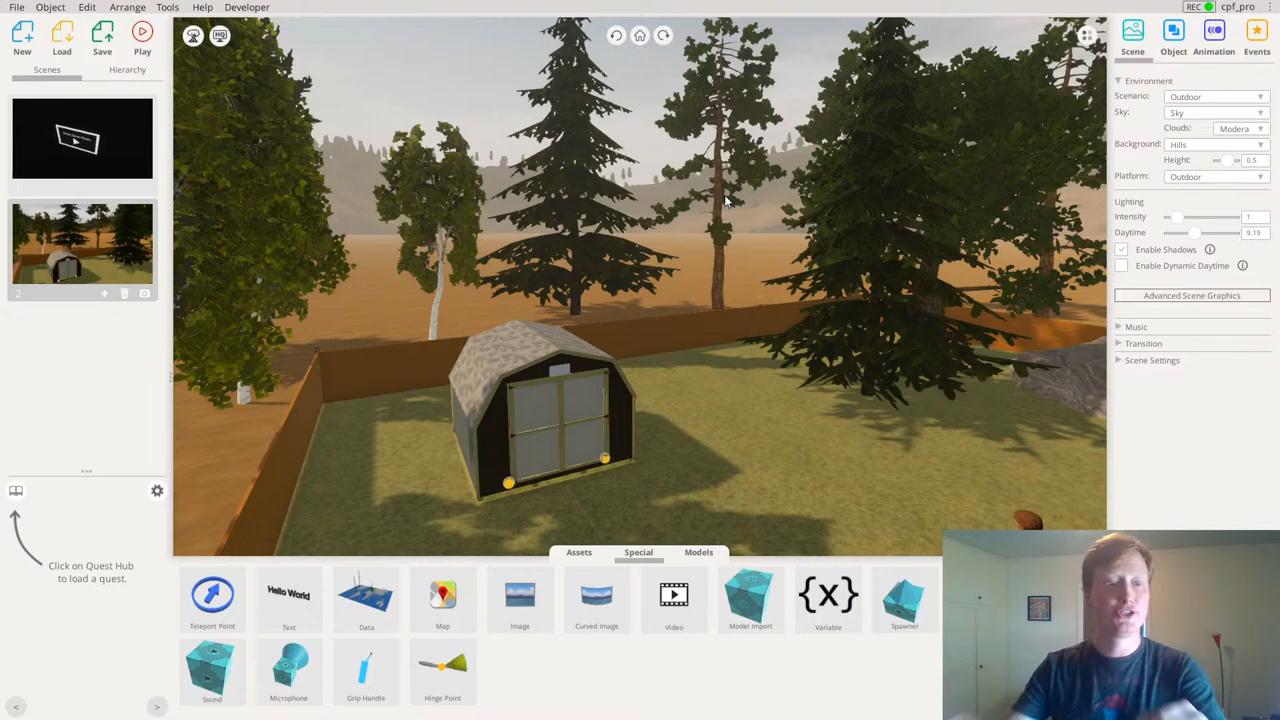 File Object Edit Arrange Tools Help Developer REC cpf_pro
New Load Save Play HQ Scene Object Animation Events
Scenes Hierarchy
Environment
Scenario: Outdoor
Sky: Sky
Clouds: Modera
Background: Hills
Height: 0.5
Platform: Outdoor
Lighting
Intensity 1
Daytime 9.19
Enable Shadows
Enable Dynamic Daytime
Advanced Scene Graphics
Music
Transition
Scene Settings
2
Click on Quest Hub
to load a quest.
Assets Special Models
Hello World {x}
Teleport Point Text Data Map Image Curved Image Video Model Import Variable Spawner
Sound Microphone Grip Handle Hinge Point
< >